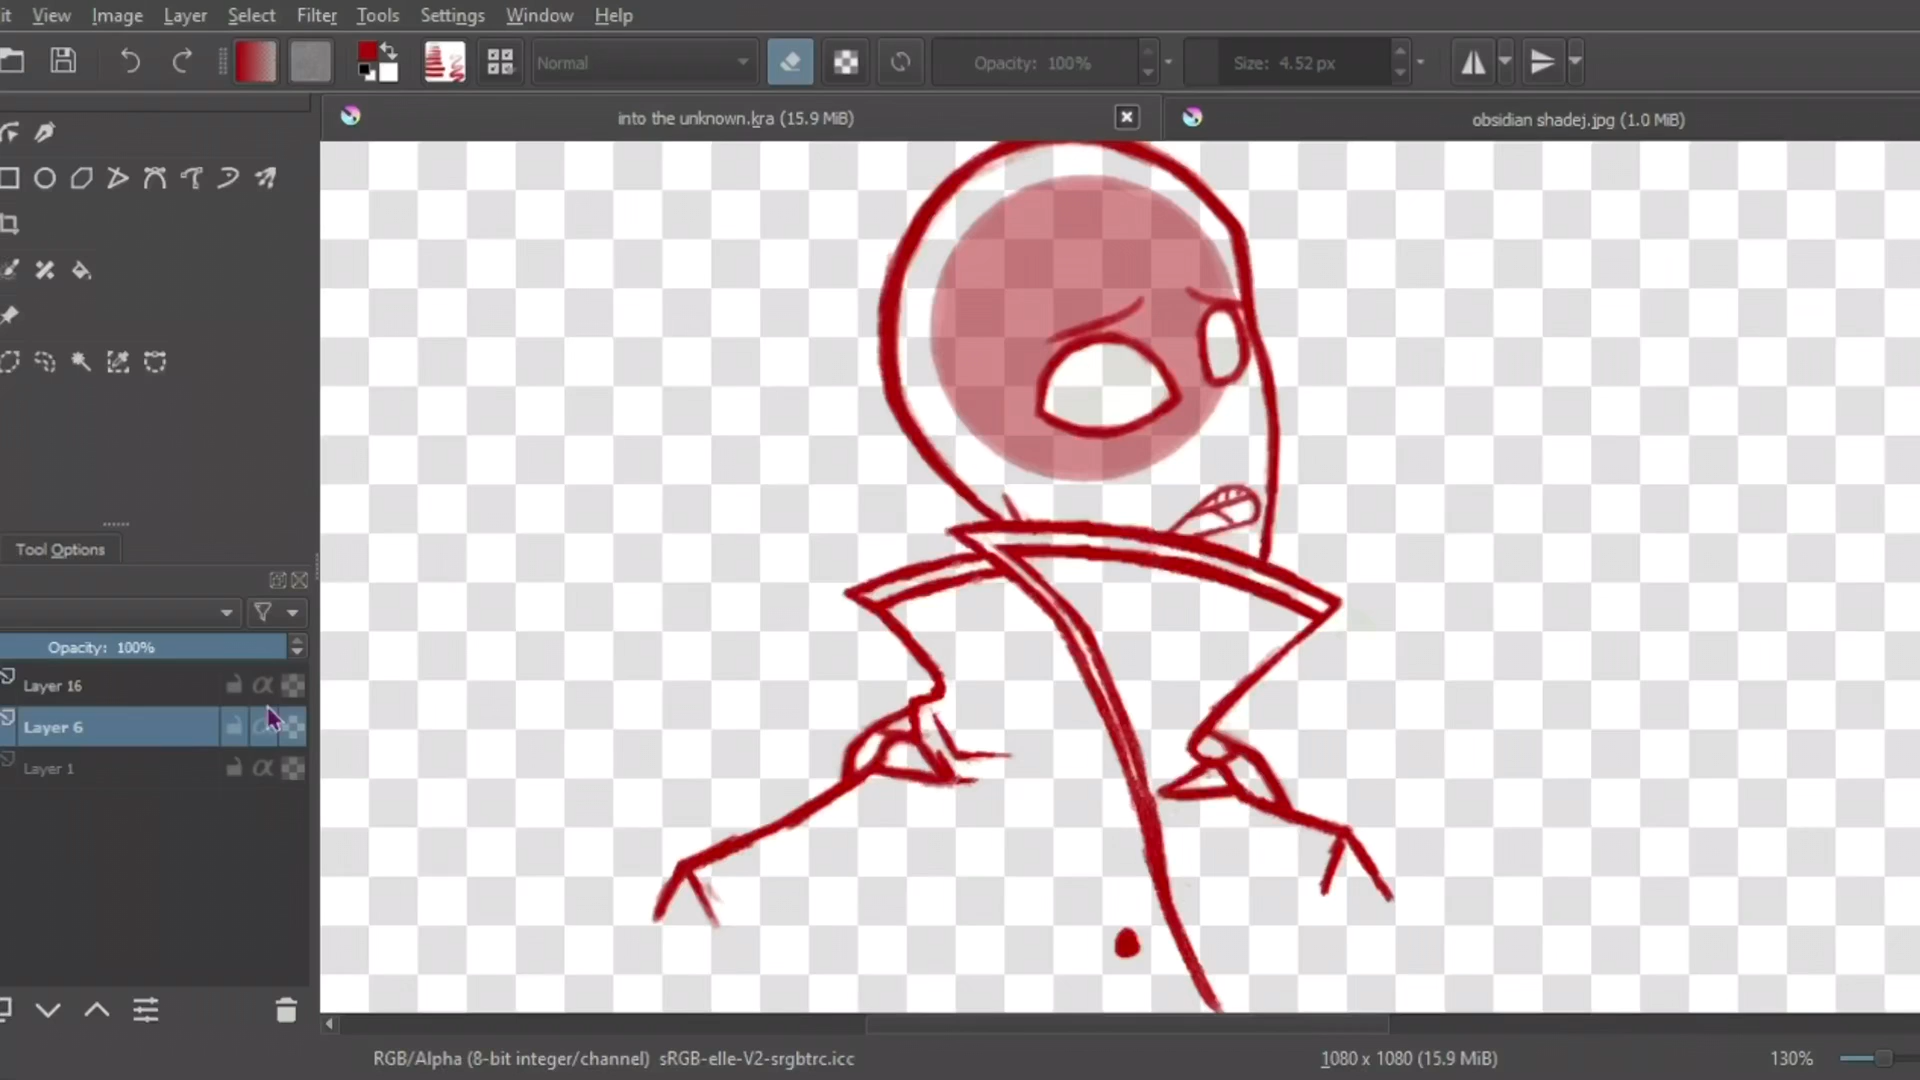 it View Image Layer Select Filter Tools Settings Window Help
Normal Opacity: 100% Size: 4.52 px
into the unknown.kra (15.9 MiB) obsidian shadej.jpg (1.0 MiB)
Tool Options
Opacity: 100%
Layer 16
Layer 6
Layer 1
RGB/Alpha (8-bit integer/channel) sRGB-elle-V2-srgbtrc.icc 1080 x 1080 (15.9 MiB) 130%